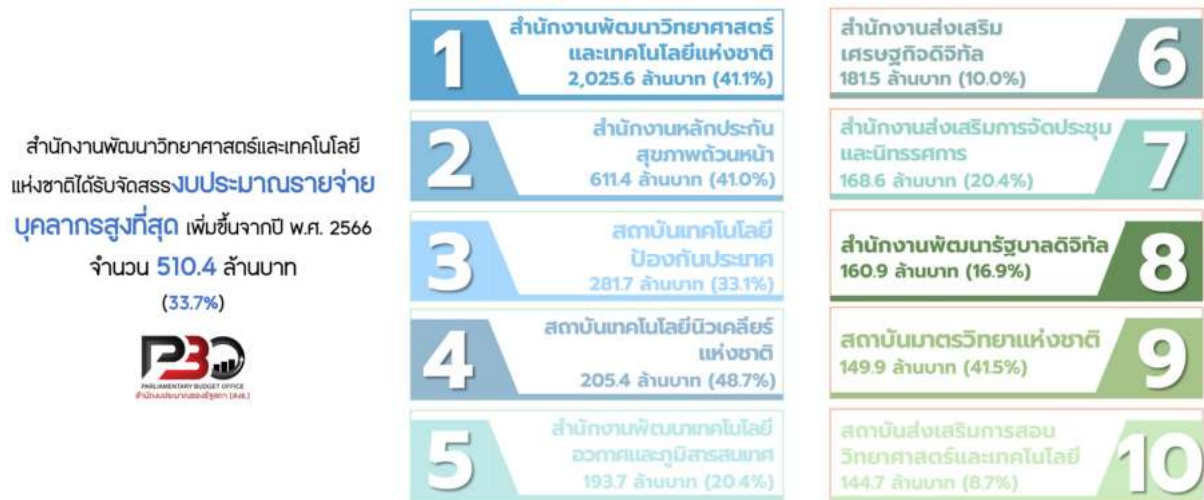 สำนักงานพัฒนาวิทยาศาสตร์และเทคโนโลยี
แห่งชาติได้รับจัดสรรงบประมาณรายจ่าย
บุคลากรสูงที่สุด เพิ่มขึ้นจากปี พ.ศ. 2566
จำนวน 510.4 ล้านบาท
(33.7%)
PBO
PARLIAMENTARY BUDGET OFFICE
สำนักงบประมาณของรัฐสภา (สงร.)
1
สำนักงานพัฒนาวิทยาศาสตร์
และเทคโนโลยีแห่งชาติ
2,025.6 ล้านบาท (41.1%)
2
สำนักงานหลักประกัน
สุขภาพถ้วนหน้า
611.4 ล้านบาท (41.0%)
3
สถาบันเทคโนโลยี
ป้องกันประเทศ
281.7 ล้านบาท (33.1%)
4
สถาบันเทคโนโลยีนิวเคลียร์
แห่งชาติ
205.4 ล้านบาท (48.7%)
5
สำนักงานพัฒนาเทคโนโลยี
อวกาศและภูมิสารสนเทศ
193.7 ล้านบาท (20.4%)
สำนักงานส่งเสริม
เศรษฐกิจดิจิทัล
181.5 ล้านบาท (10.0%)
6
สำนักงานส่งเสริมการจัดประชุม
และนิทรรศการ
168.6 ล้านบาท (20.4%)
7
สำนักงานพัฒนารัฐบาลดิจิทัล
160.9 ล้านบาท (16.9%)
8
สถาบันมาตรวิทยาแห่งชาติ
149.9 ล้านบาท (41.5%)
9
สถาบันส่งเสริมการสอน
วิทยาศาสตร์และเทคโนโลยี
144.7 ล้านบาท (8.7%)
10